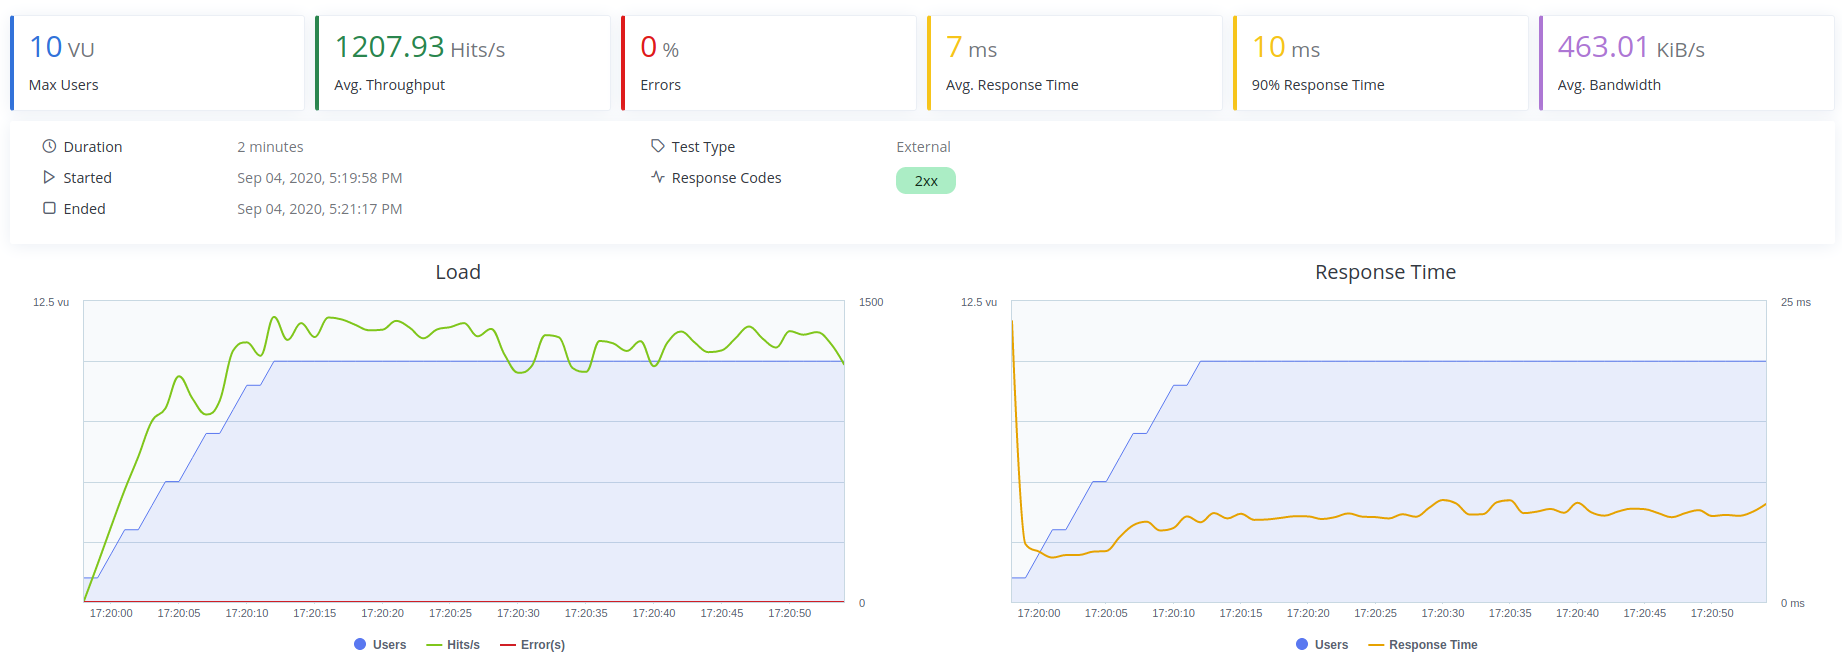 10 VU
Max Users
1207.93 Hits/s
Avg. Throughput
0 %
Errors
7 ms
Avg. Response Time
10 ms
90% Response Time
463.01 KiB/s
Avg. Bandwidth
Duration 2 minutes
Started Sep 04, 2020, 5:19:58 PM
Ended Sep 04, 2020, 5:21:17 PM
Test Type External
Response Codes 2xx
Load
12.5 vu 1500
0
17:20:00 17:20:05 17:20:10 17:20:15 17:20:20 17:20:25 17:20:30 17:20:35 17:20:40 17:20:45 17:20:50
Users Hits/s Error(s)
Response Time
12.5 vu 25 ms
0 ms
17:20:00 17:20:05 17:20:10 17:20:15 17:20:20 17:20:25 17:20:30 17:20:35 17:20:40 17:20:45 17:20:50
Users Response Time